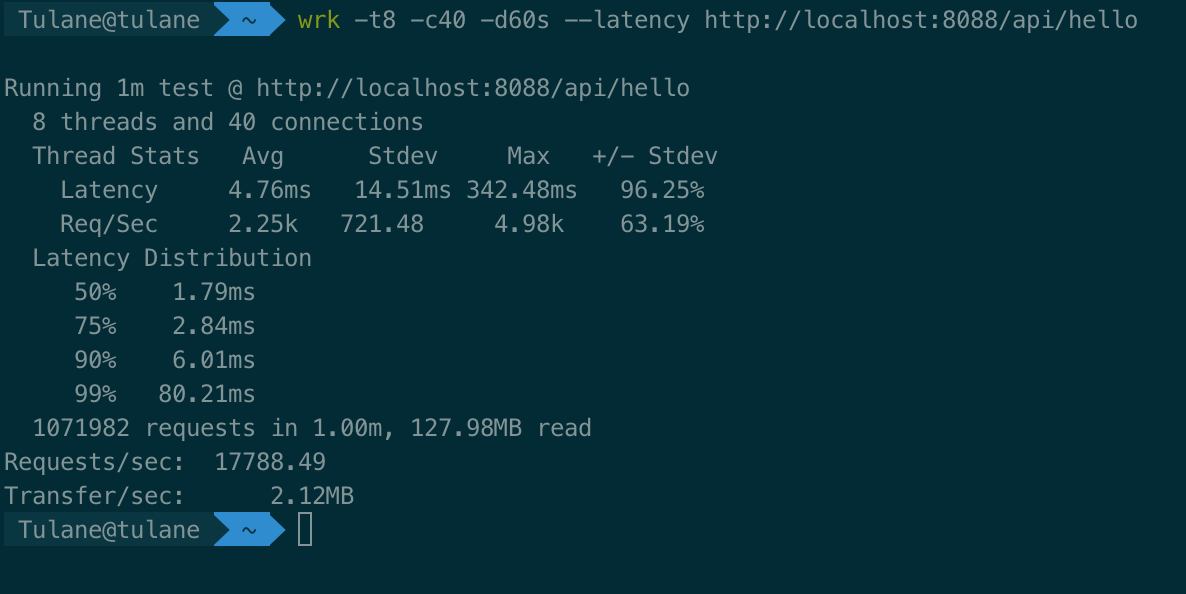 Tulane@tulane ~ wrk -t8 -c40 -d60s --latency http://localhost:8088/api/hello
Running 1m test @ http://localhost:8088/api/hello
8 threads and 40 connections
Thread Stats Avg Stdev Max +/- Stdev
Latency 4.76ms 14.51ms 342.48ms 96.25%
Req/Sec 2.25k 721.48 4.98k 63.19%
Latency Distribution
50% 1.79ms
75% 2.84ms
90% 6.01ms
99% 80.21ms
1071982 requests in 1.00m, 127.98MB read
Requests/sec: 17788.49
Transfer/sec: 2.12MB
Tulane@tulane ~